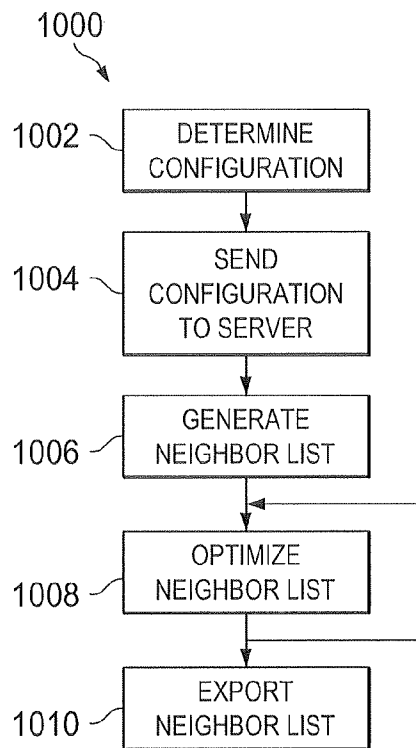 1000
1002
DETERMINE
CONFIGURATION
1004
SEND
CONFIGURATION
TO SERVER
1006
GENERATE
NEIGHBOR LIST
1008
OPTIMIZE
NEIGHBOR LIST
1010
EXPORT
NEIGHBOR LIST